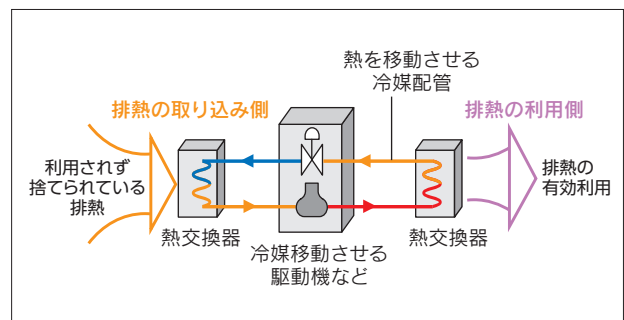 熱を移動させる
冷媒配管
排熱の取り込み側
排熱の利用側
利用されず
捨てられている
排熱
排熱の
有効利用
熱交換器
冷媒移動させる
駆動機など
熱交換器